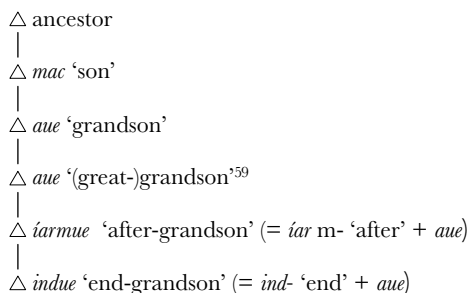 △ ancestor
△ mac ‘son’
△ aue ‘grandson’
△ aue ‘(great-)grandson’59
△ íarmue ‘after-grandson’ (= íar m- ‘after’ + aue)
△ indue ‘end-grandson’ (= ind- ‘end’ + aue)